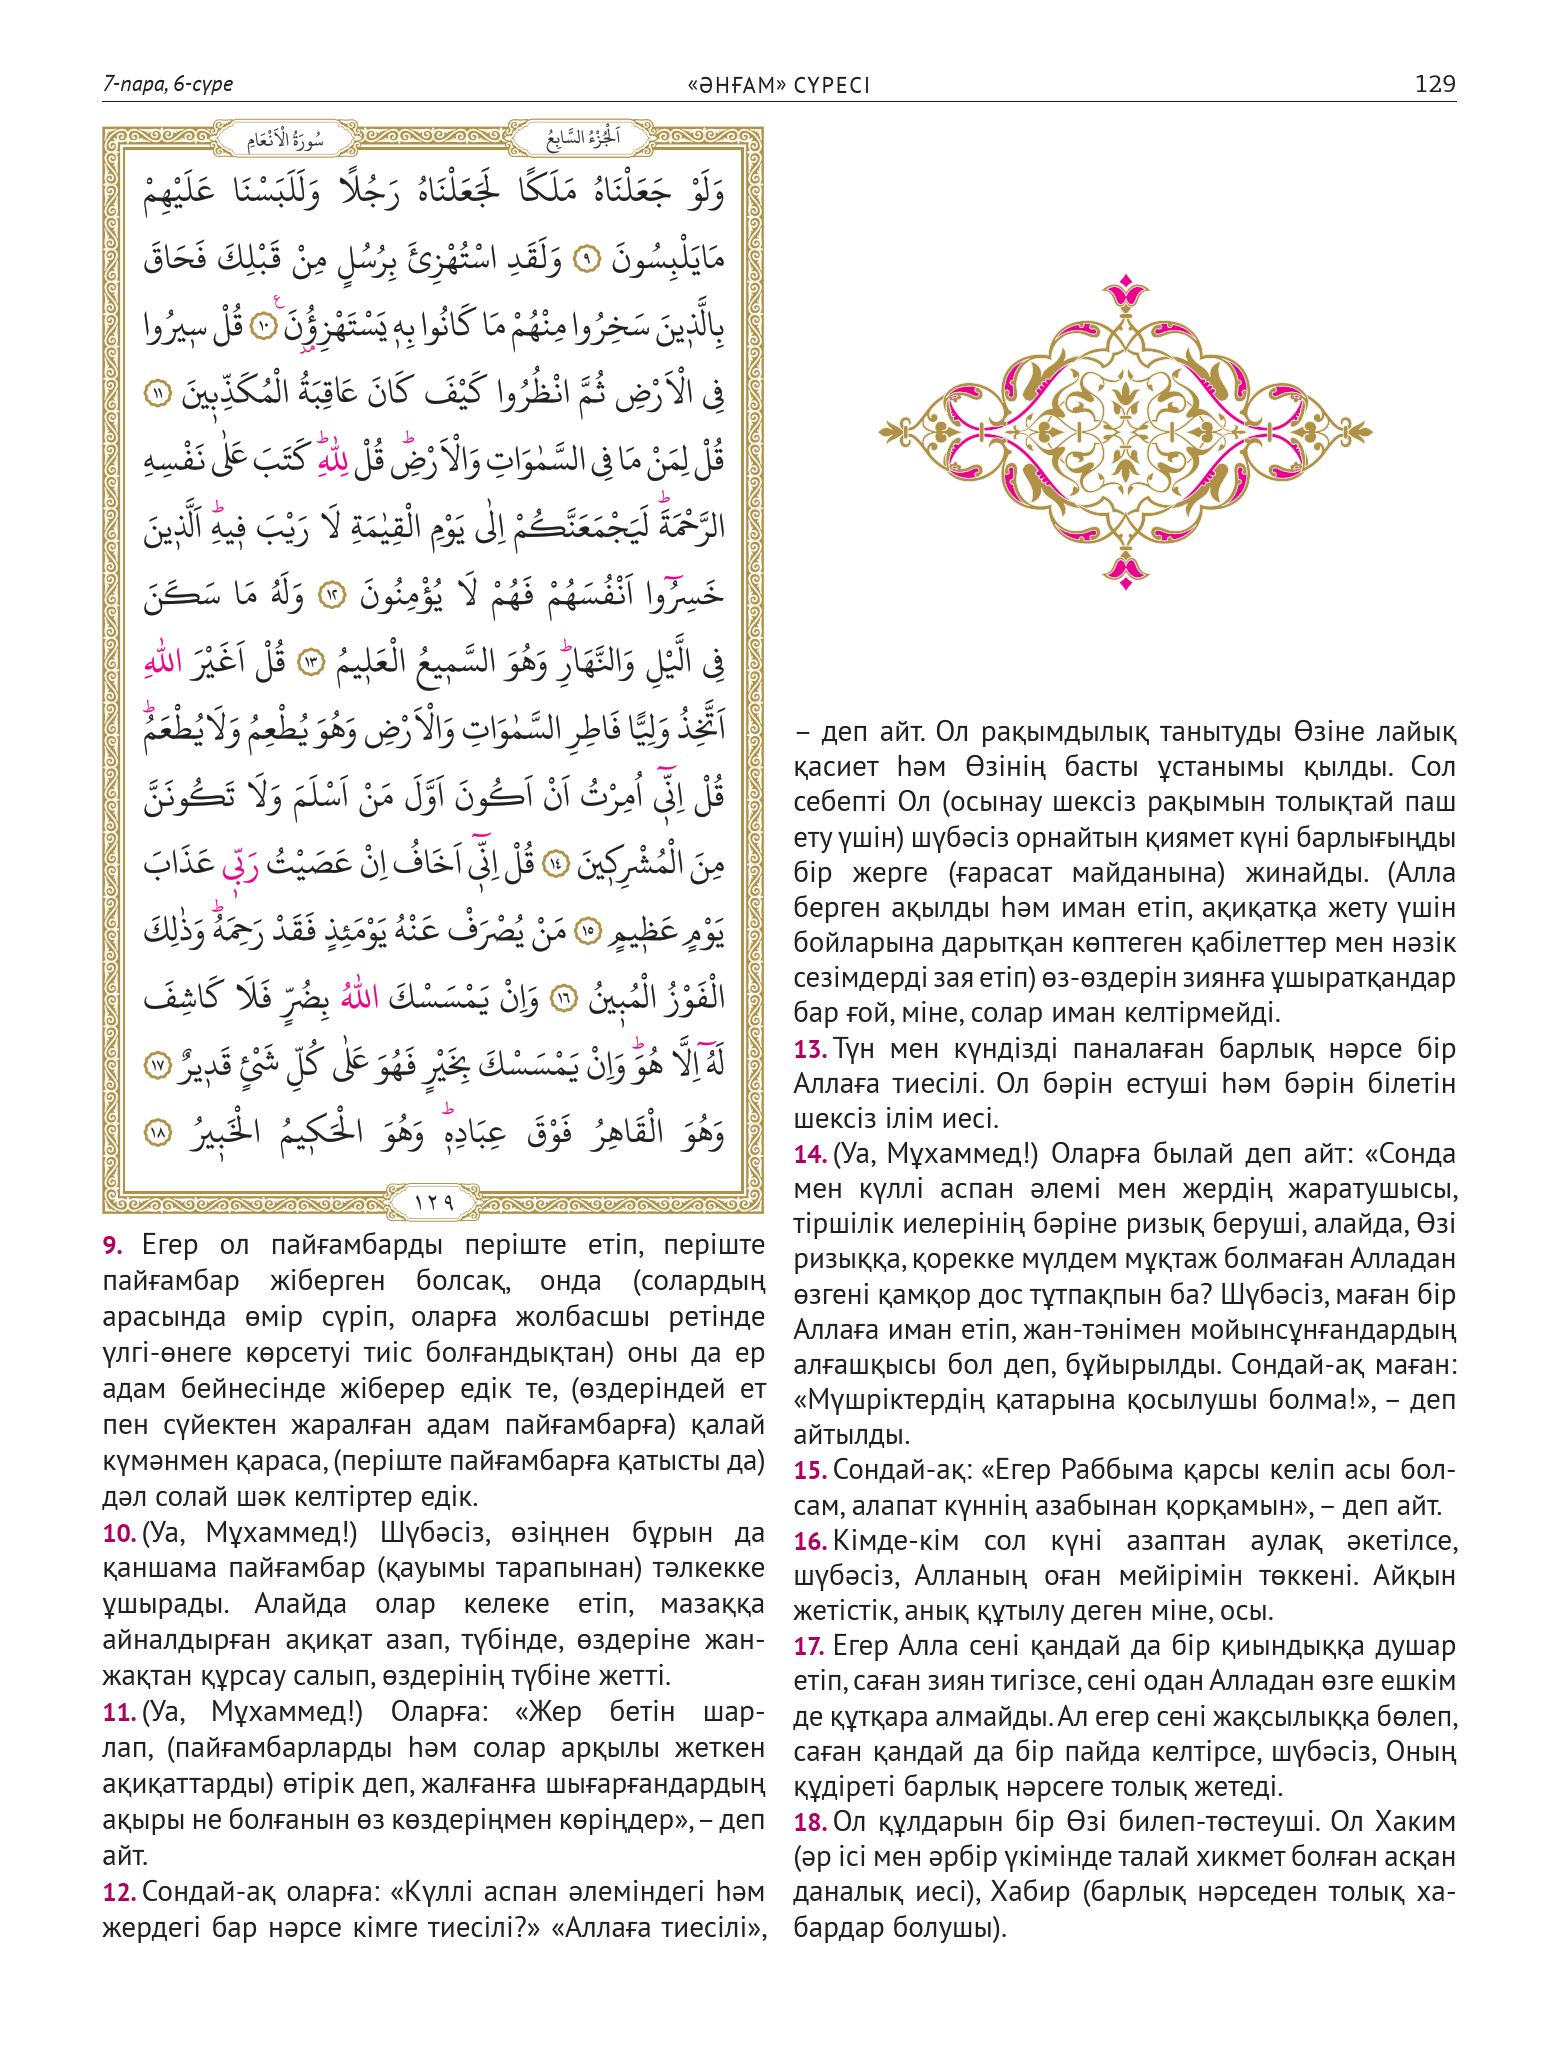 7-пара, 6-сүре
«ӘНҒАМ» СҮРЕСІ
129
سُورَةُ الْاَنْعَامِ
اَلْجُزْءُ السَّابِعُ
وَلَوْ جَعَلْنَاهُ مَلَكًا لَجَعَلْنَاهُ رَجُلًا وَلَلَبَسْنَا عَلَيْهِمْ
مَايَلْبِسُونَ ﴿٩﴾ وَلَقَدِ اسْتُهْزِئَ بِرُسُلٍ مِنْ قَبْلِكَ فَحَاقَ
بِالَّذ۪ينَ سَخِرُوا مِنْهُمْ مَا كَانُوا بِه۪ يَسْتَهْزِؤُ۫نَ ﴿١٠﴾ قُلْ س۪يرُوا
فِي الْاَرْضِ ثُمَّ انْظُرُوا كَيْفَ كَانَ عَاقِبَةُ الْمُكَذِّب۪ينَ ﴿١١﴾
قُلْ لِمَنْ مَا فِي السَّمٰوَاتِ وَالْاَرْضِۜ قُلْ لِلّٰهِۜ كَتَبَ عَلٰى نَفْسِهِ
الرَّحْمَةَۜ لَيَجْمَعَنَّكُمْ اِلٰى يَوْمِ الْقِيٰمَةِ لَا رَيْبَ ف۪يهِۜ اَلَّذ۪ينَ
خَسِرُٓوا اَنْفُسَهُمْ فَهُمْ لَا يُؤْمِنُونَ ﴿١٢﴾ وَلَهُ مَا سَكَنَ
فِي الَّيْلِ وَالنَّهَارِۜ وَهُوَ السَّم۪يعُ الْعَل۪يمُ ﴿١٣﴾ قُلْ اَغَيْرَ اللّٰهِ
اَتَّخِذُ وَلِيًّا فَاطِرِ السَّمٰوَاتِ وَالْاَرْضِ وَهُوَ يُطْعِمُ وَلَايُطْعَمُۜ
قُلْ اِنّ۪ٓي اُمِرْتُ اَنْ اَكُونَ اَوَّلَ مَنْ اَسْلَمَ وَلَا تَكُونَنَّ
مِنَ الْمُشْرِك۪ينَ ﴿١٤﴾ قُلْ اِنّ۪ٓي اَخَافُ اِنْ عَصَيْتُ رَبّ۪ي عَذَابَ
يَوْمٍ عَظ۪يمٍ ﴿١٥﴾ مَنْ يُصْرَفْ عَنْهُ يَوْمَئِذٍ فَقَدْ رَحِمَهُۜ وَذٰلِكَ
الْفَوْزُ الْمُب۪ينُ ﴿١٦﴾ وَاِنْ يَمْسَسْكَ اللّٰهُ بِضُرٍّ فَلَا كَاشِفَ
لَهُٓ اِلَّا هُوَۜ وَاِنْ يَمْسَسْكَ بِخَيْرٍ فَهُوَ عَلٰى كُلِّ شَيْئٍ قَد۪يرٌ ﴿١٧﴾
وَهُوَ الْقَاهِرُ فَوْقَ عِبَادِه۪ۜ وَهُوَ الْحَك۪يمُ الْخَب۪يرُ ﴿١٨﴾
١٢٩
9. Егер ол пайғамбарды періште етіп, періште
пайғамбар жіберген болсақ, онда (солардың
арасында өмір сүріп, оларға жолбасшы ретінде
үлгі-өнеге көрсетуі тиіс болғандықтан) оны да ер
адам бейнесінде жіберер едік те, (өздеріндей ет
пен сүйектен жаралған адам пайғамбарға) қалай
күмәнмен қараса, (періште пайғамбарға қатысты да)
дәл солай шәк келтіртер едік.
10. (Уа, Мұхаммед!) Шүбәсіз, өзіңнен бұрын да
қаншама пайғамбар (қауымы тарапынан) тәлкекке
ұшырады. Алайда олар келеке етіп, мазаққа
айналдырған ақиқат азап, түбінде, өздеріне жан-
жақтан құрсау салып, өздерінің түбіне жетті.
11. (Уа, Мұхаммед!) Оларға: «Жер бетін шар-
лап, (пайғамбарларды һәм солар арқылы жеткен
ақиқаттарды) өтірік деп, жалғанға шығарғандардың
ақыры не болғанын өз көздеріңмен көріңдер», – деп
айт.
12. Сондай-ақ оларға: «Күллі аспан әлеміндегі һәм
жердегі бар нәрсе кімге тиесілі?» «Аллаға тиесілі»,
– деп айт. Ол рақымдылық танытуды Өзіне лайық
қасиет һәм Өзінің басты ұстанымы қылды. Сол
себепті Ол (осынау шексіз рақымын толықтай паш
ету үшін) шүбәсіз орнайтын қиямет күні барлығыңды
бір жерге (ғарасат майданына) жинайды. (Алла
берген ақылды һәм иман етіп, ақиқатқа жету үшін
бойларына дарытқан көптеген қабілеттер мен нәзік
сезімдерді зая етіп) өз-өздерін зиянға ұшыратқандар
бар ғой, міне, солар иман келтірмейді.
13. Түн мен күндізді паналаған барлық нәрсе бір
Аллаға тиесілі. Ол бәрін естуші һәм бәрін білетін
шексіз ілім иесі.
14. (Уа, Мұхаммед!) Оларға былай деп айт: «Сонда
мен күллі аспан әлемі мен жердің жаратушысы,
тіршілік иелерінің бәріне ризық беруші, алайда, Өзі
ризыққа, қорекке мүлдем мұқтаж болмаған Алладан
өзгені қамқор дос тұтпақпын ба? Шүбәсіз, маған бір
Аллаға иман етіп, жан-тәнімен мойынсұнғандардың
алғашқысы бол деп, бұйырылды. Сондай-ақ маған:
«Мүшріктердің қатарына қосылушы болма!», – деп
айтылды.
15. Сондай-ақ: «Егер Раббыма қарсы келіп асы бол-
сам, алапат күннің азабынан қорқамын», – деп айт.
16. Кімде-кім сол күні азаптан аулақ әкетілсе,
шүбәсіз, Алланың оған мейірімін төккені. Айқын
жетістік, анық құтылу деген міне, осы.
17. Егер Алла сені қандай да бір қиындыққа душар
етіп, саған зиян тигізсе, сені одан Алладан өзге ешкім
де құтқара алмайды. Ал егер сені жақсылыққа бөлеп,
саған қандай да бір пайда келтірсе, шүбәсіз, Оның
құдіреті барлық нәрсеге толық жетеді.
18. Ол құлдарын бір Өзі билеп-төстеуші. Ол Хаким
(әр ісі мен әрбір үкімінде талай хикмет болған асқан
даналық иесі), Хабир (барлық нәрседен толық ха-
бардар болушы).